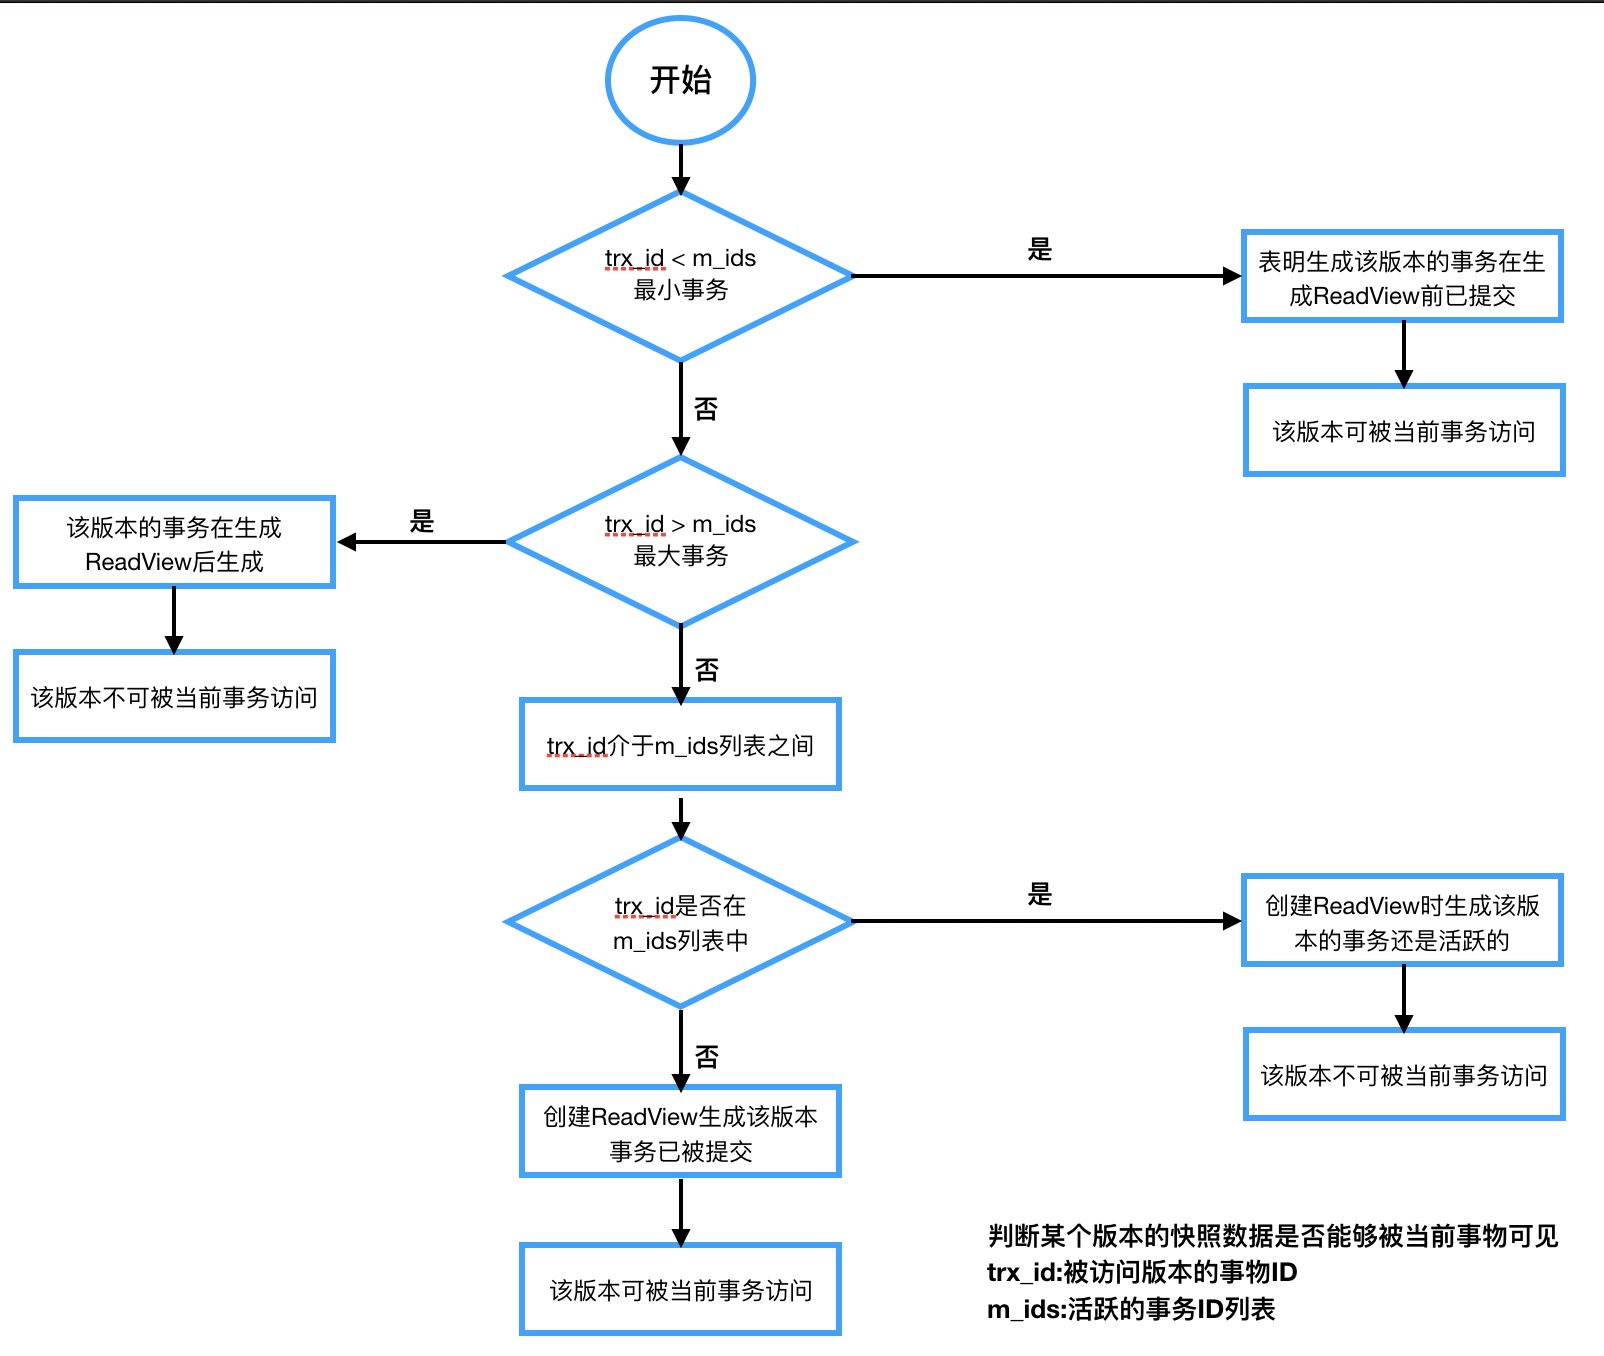 开始
trx_id < m_ids
最小事务
是
表明生成该版本的事务在生
成ReadView前已提交
该版本可被当前事务访问
否
trx_id > m_ids
最大事务
是
该版本的事务在生成
ReadView后生成
该版本不可被当前事务访问
否
trx_id介于m_ids列表之间
trx_id是否在
m_ids列表中
是
创建ReadView时生成该版
本的事务还是活跃的
该版本不可被当前事务访问
否
创建ReadView生成该版本
事务已被提交
该版本可被当前事务访问
判断某个版本的快照数据是否能够被当前事物可见
trx_id:被访问版本的事物ID
m_ids:活跃的事务ID列表